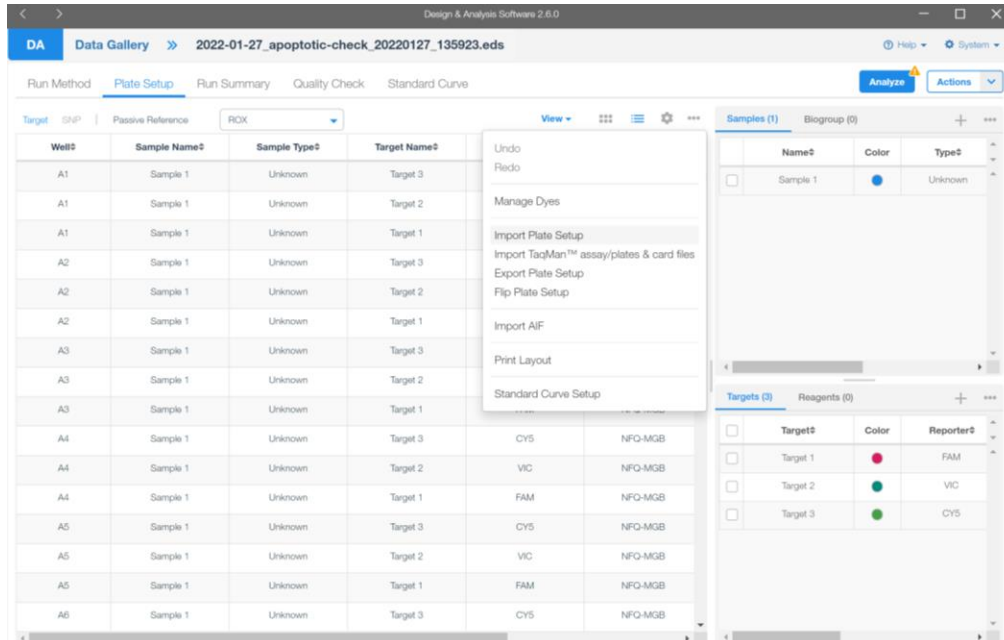 Design & Analysis Software 2.6.0
DA Data Gallery » 2022-01-27_apoptotic-check_20220127_135923.eds Help System
Run Method Plate Setup Run Summary Quality Check Standard Curve Analyze Actions
Target SNP | Passive Reference ROX View
Well Sample Name Sample Type Target Name
A1 Sample 1 Unknown Target 3
A1 Sample 1 Unknown Target 2
A1 Sample 1 Unknown Target 1
A2 Sample 1 Unknown Target 3
A2 Sample 1 Unknown Target 2
A2 Sample 1 Unknown Target 1
A3 Sample 1 Unknown Target 3
A3 Sample 1 Unknown Target 2
A3 Sample 1 Unknown Target 1
A4 Sample 1 Unknown Target 3 CY5 NFQ-MGB
A4 Sample 1 Unknown Target 2 VIC NFQ-MGB
A4 Sample 1 Unknown Target 1 FAM NFQ-MGB
A5 Sample 1 Unknown Target 3 CY5 NFQ-MGB
A5 Sample 1 Unknown Target 2 VIC NFQ-MGB
A5 Sample 1 Unknown Target 1 FAM NFQ-MGB
A6 Sample 1 Unknown Target 3 CY5 NFQ-MGB
Undo
Redo
Manage Dyes
Import Plate Setup
Import TaqMan™ assay/plates & card files
Export Plate Setup
Flip Plate Setup
Import AIF
Print Layout
Standard Curve Setup
Samples (1) Biogroup (0)
Name Color Type
Sample 1 Unknown
Targets (3) Reagents (0)
Target Color Reporter
Target 1 FAM
Target 2 VIC
Target 3 CY5